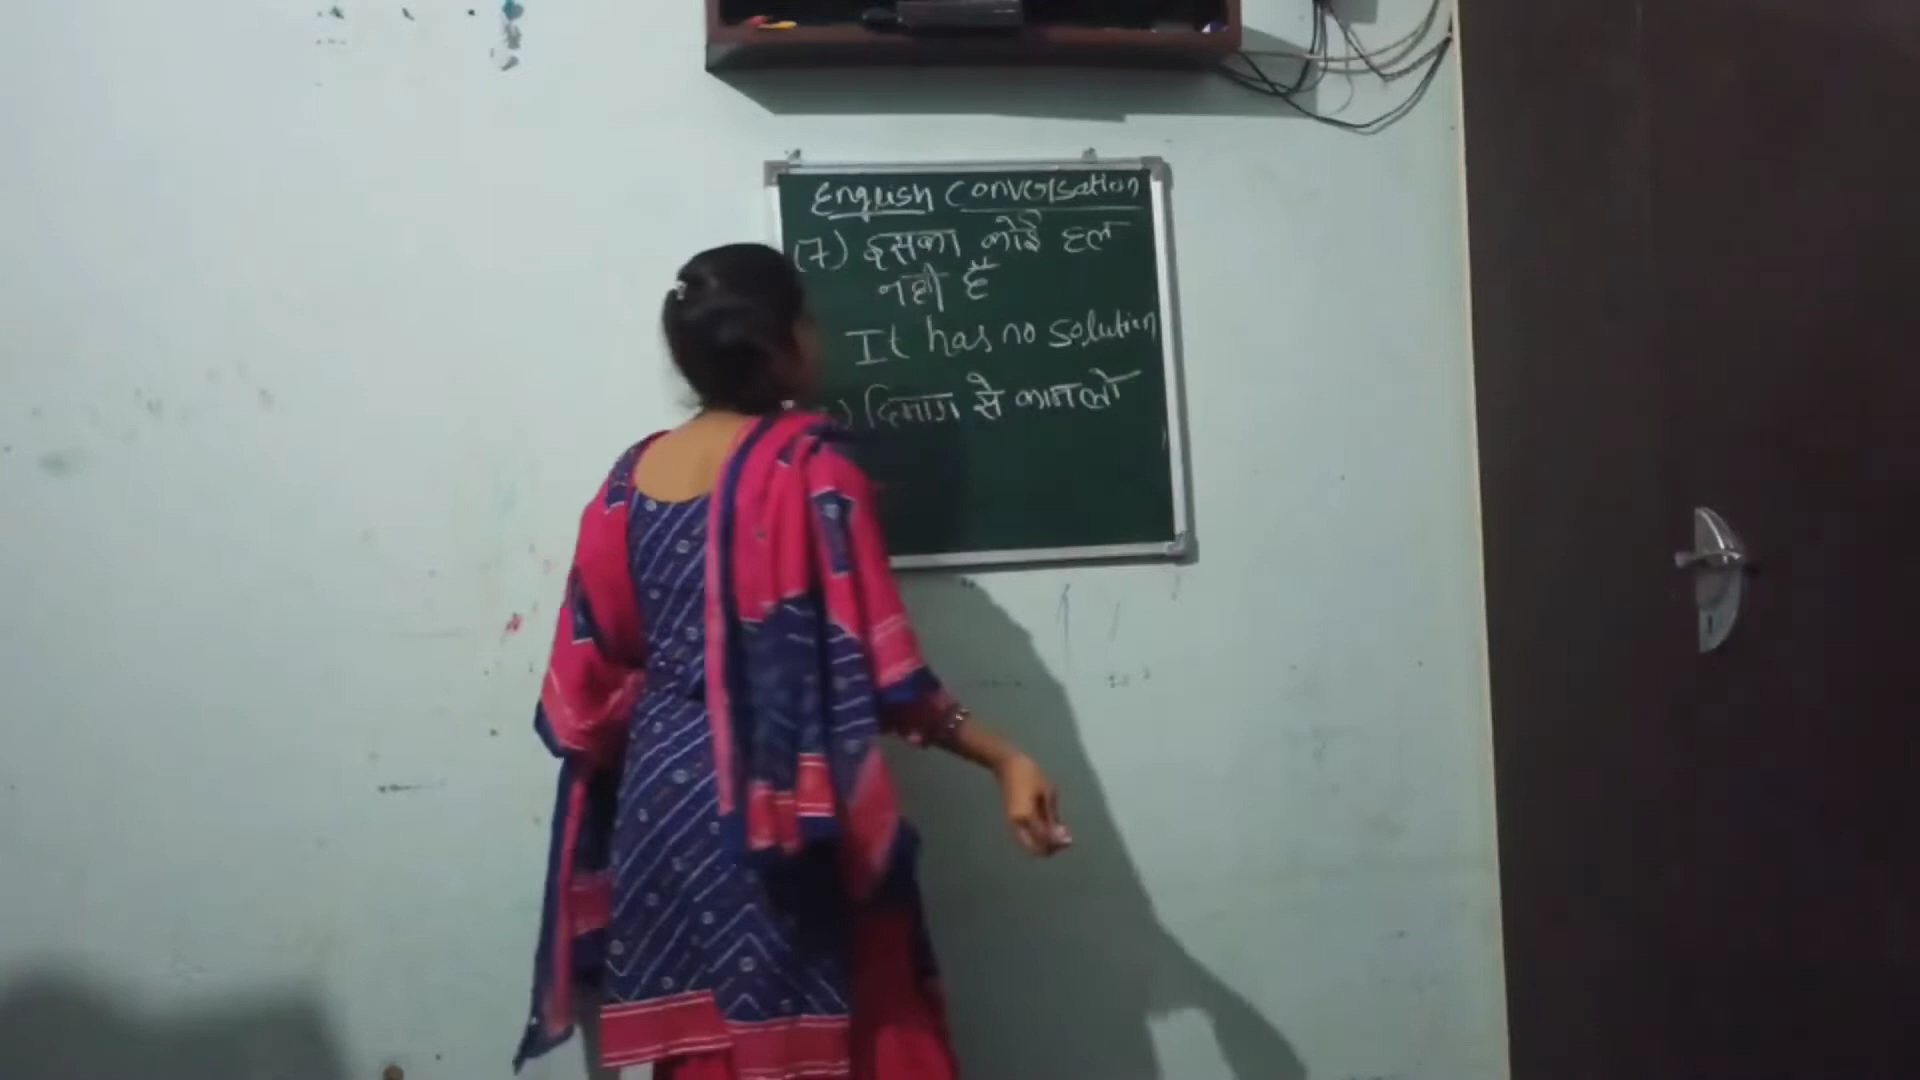 English Conversation
(7) इसका कोई हल
नही है
It has no solution
) दिमाग से काम लो